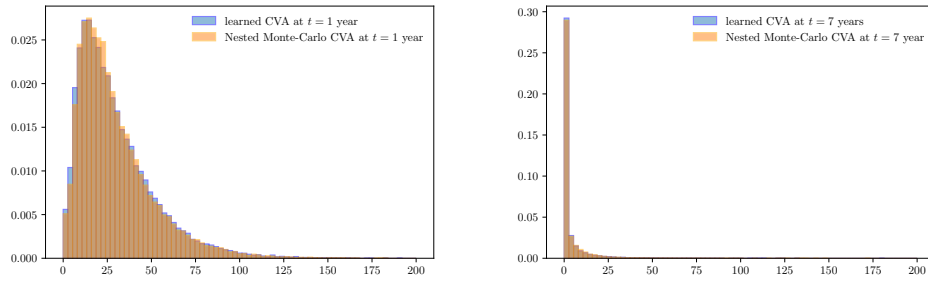 learned CVA at t = 1 year
Nested Monte-Carlo CVA at t = 1 year
0.025
0.020
0.015
0.010
0.005
0.000
0 25 50 75 100 125 150 175 200
learned CVA at t = 7 years
Nested Monte-Carlo CVA at t = 7 year
0.30
0.25
0.20
0.15
0.10
0.05
0.00
0 25 50 75 100 125 150 175 200